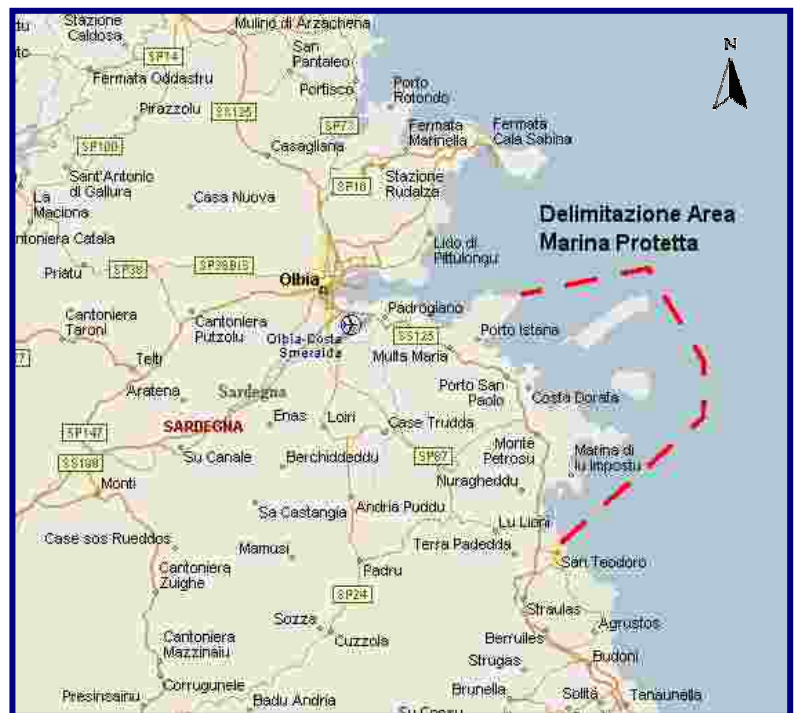 Stazione
Caldosa
Mulino di Arzachena
SP14
San
Pantaleo
Fermata Oddastru
Portisco
Porto
Rotondo
Pirazzolu
SS125
SP73
Fermata
Marinella
Fermata
Cala Sabina
SP100
Casagliana
Sant'Antonio
di Gallura
SP16
Stazione
Rudalza
La
Maciona
Casa Nuova
Delimitazione Area
Marina Protetta
ntoniera Catala
Lido di
Pittulongu
Priatu
SP38
SP38BIS
Olbia
Cantoniera
Taroni
Cantoniera
Putzolu
Padrogiano
Porto Istana
Olbia-Costa
Smeralda
SS125
Multa Maria
Telti
Aratena
Sardegna
Porto San
Paolo
Costa Dorata
SARDEGNA
Enas
Loiri
Case Trudda
SP147
Su Canale
Berchiddeddu
SP67
Monte
Petrosu
Marina di
lu Impostu
Monti
Nuragheddu
Sa Castangia
Andria Puddu
Lu Lioni
Case sos Rueddos
Mamusi
Terra Padedda
San Teodoro
Cantoniera
Zuighe
Padru
SP24
Straulas
Sozza
Cuzzola
Agrustos
Berruiles
Cantoniera
Mazzinaiu
Strugas
Budoni
Corrugunele
Presinsainu
Badu Andria
Brunella
Solità
Tanaunella
N